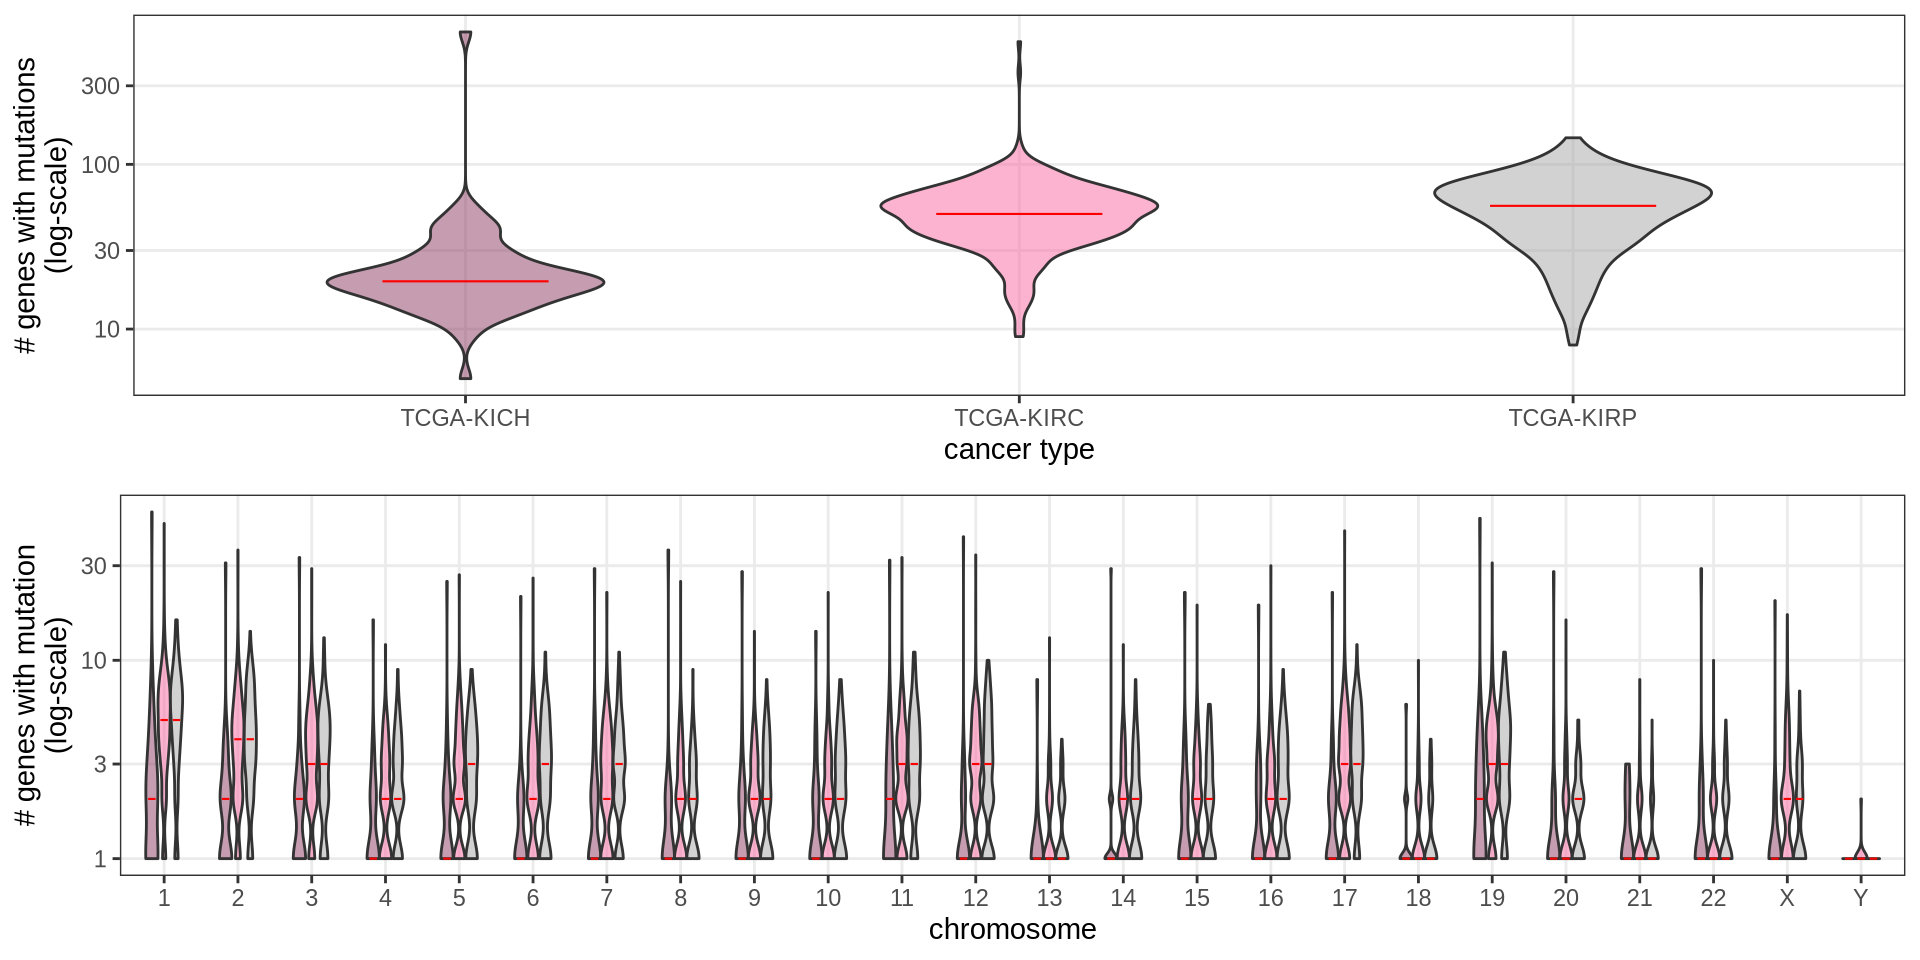 # genes with mutations
(log-scale)
300
100
30
10
TCGA-KICH
TCGA-KIRC
TCGA-KIRP
cancer type
# genes with mutation
(log-scale)
30
10
3
1
1
2
3
4
5
6
7
8
9
10
11
12
13
14
15
16
17
18
19
20
21
22
X
Y
chromosome